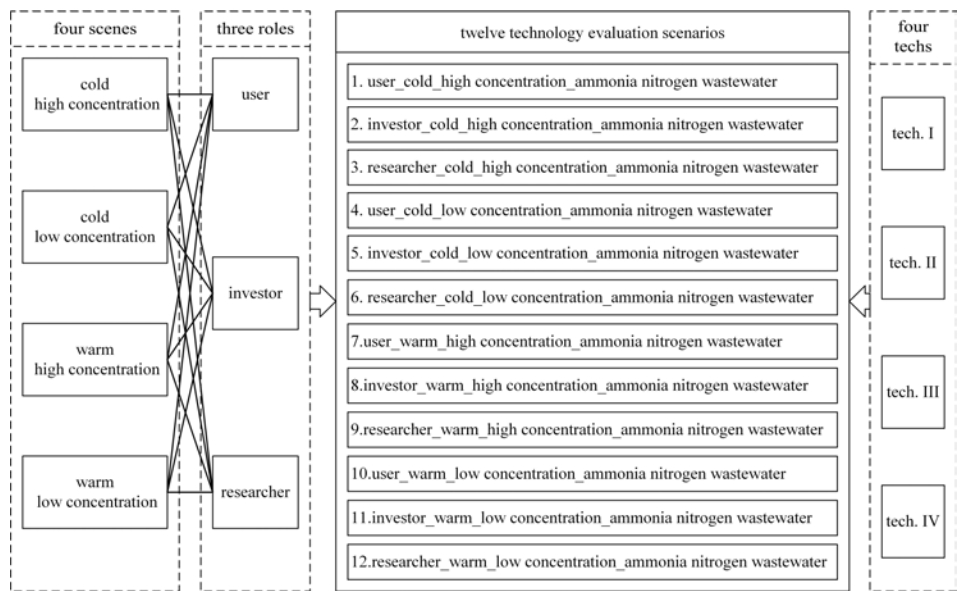 four scenes
cold
high concentration
cold
low concentration
warm
high concentration
warm
low concentration
three roles
user
investor
researcher
twelve technology evaluation scenarios
1. user_cold_high concentration_ammonia nitrogen wastewater
2. investor_cold_high concentration_ammonia nitrogen wastewater
3. researcher_cold_high concentration_ammonia nitrogen wastewater
4. user_cold_low concentration_ammonia nitrogen wastewater
5. investor_cold_low concentration_ammonia nitrogen wastewater
6. researcher_cold_low concentration_ammonia nitrogen wastewater
7.user_warm_high concentration_ammonia nitrogen wastewater
8.investor_warm_high concentration_ammonia nitrogen wastewater
9.researcher_warm_high concentration_ammonia nitrogen wastewater
10.user_warm_low concentration_ammonia nitrogen wastewater
11.investor_warm_low concentration_ammonia nitrogen wastewater
12.researcher_warm_low concentration_ammonia nitrogen wastewater
four
techs
tech. I
tech. II
tech. III
tech. IV